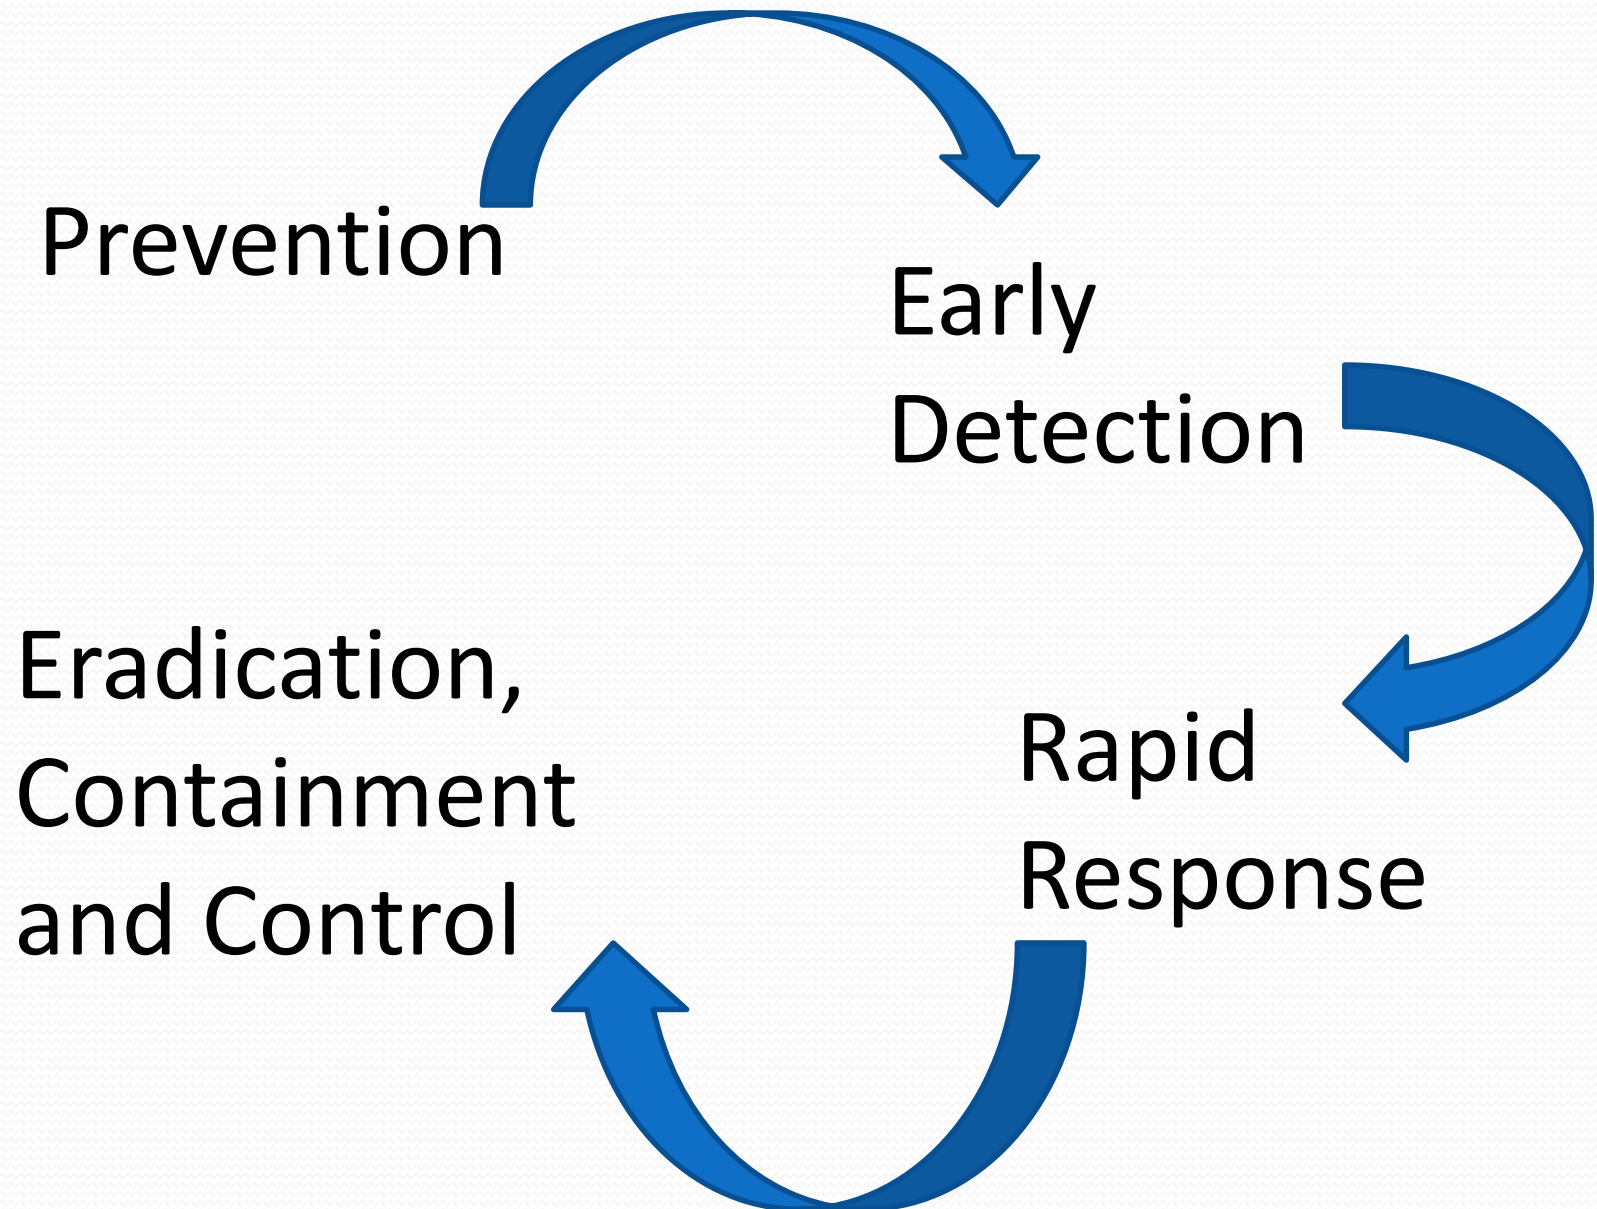 Prevention
Early
Detection
Rapid
Response
Eradication,
Containment
and Control